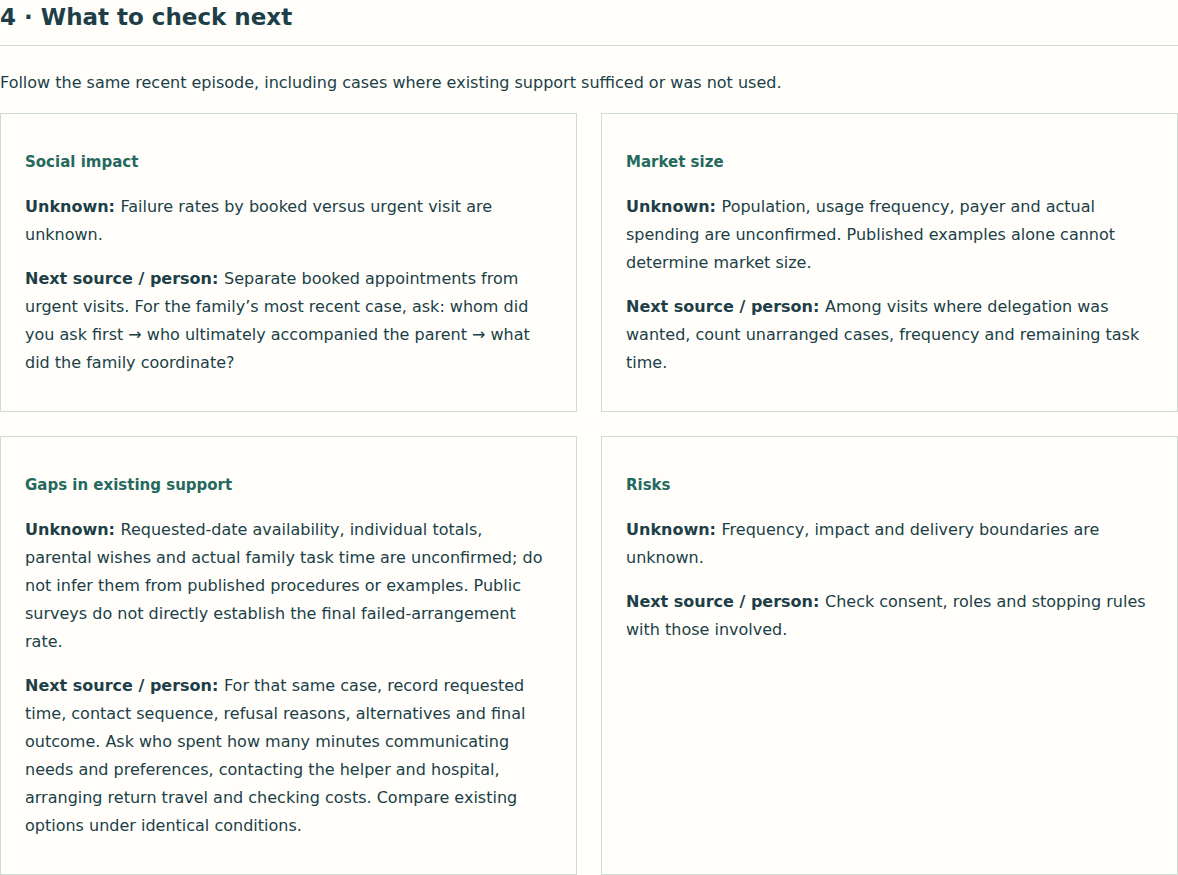 4 · What to check next
Follow the same recent episode, including cases where existing support sufficed or was not used.
Social impact
Unknown: Failure rates by booked versus urgent visit are
unknown.
Next source / person: Separate booked appointments from
urgent visits. For the family’s most recent case, ask: whom did
you ask first → who ultimately accompanied the parent → what
did the family coordinate?
Market size
Unknown: Population, usage frequency, payer and actual
spending are unconfirmed. Published examples alone cannot
determine market size.
Next source / person: Among visits where delegation was
wanted, count unarranged cases, frequency and remaining task
time.
Gaps in existing support
Unknown: Requested-date availability, individual totals,
parental wishes and actual family task time are unconfirmed; do
not infer them from published procedures or examples. Public
surveys do not directly establish the final failed-arrangement
rate.
Next source / person: For that same case, record requested
time, contact sequence, refusal reasons, alternatives and final
outcome. Ask who spent how many minutes communicating
needs and preferences, contacting the helper and hospital,
arranging return travel and checking costs. Compare existing
options under identical conditions.
Risks
Unknown: Frequency, impact and delivery boundaries are
unknown.
Next source / person: Check consent, roles and stopping rules
with those involved.